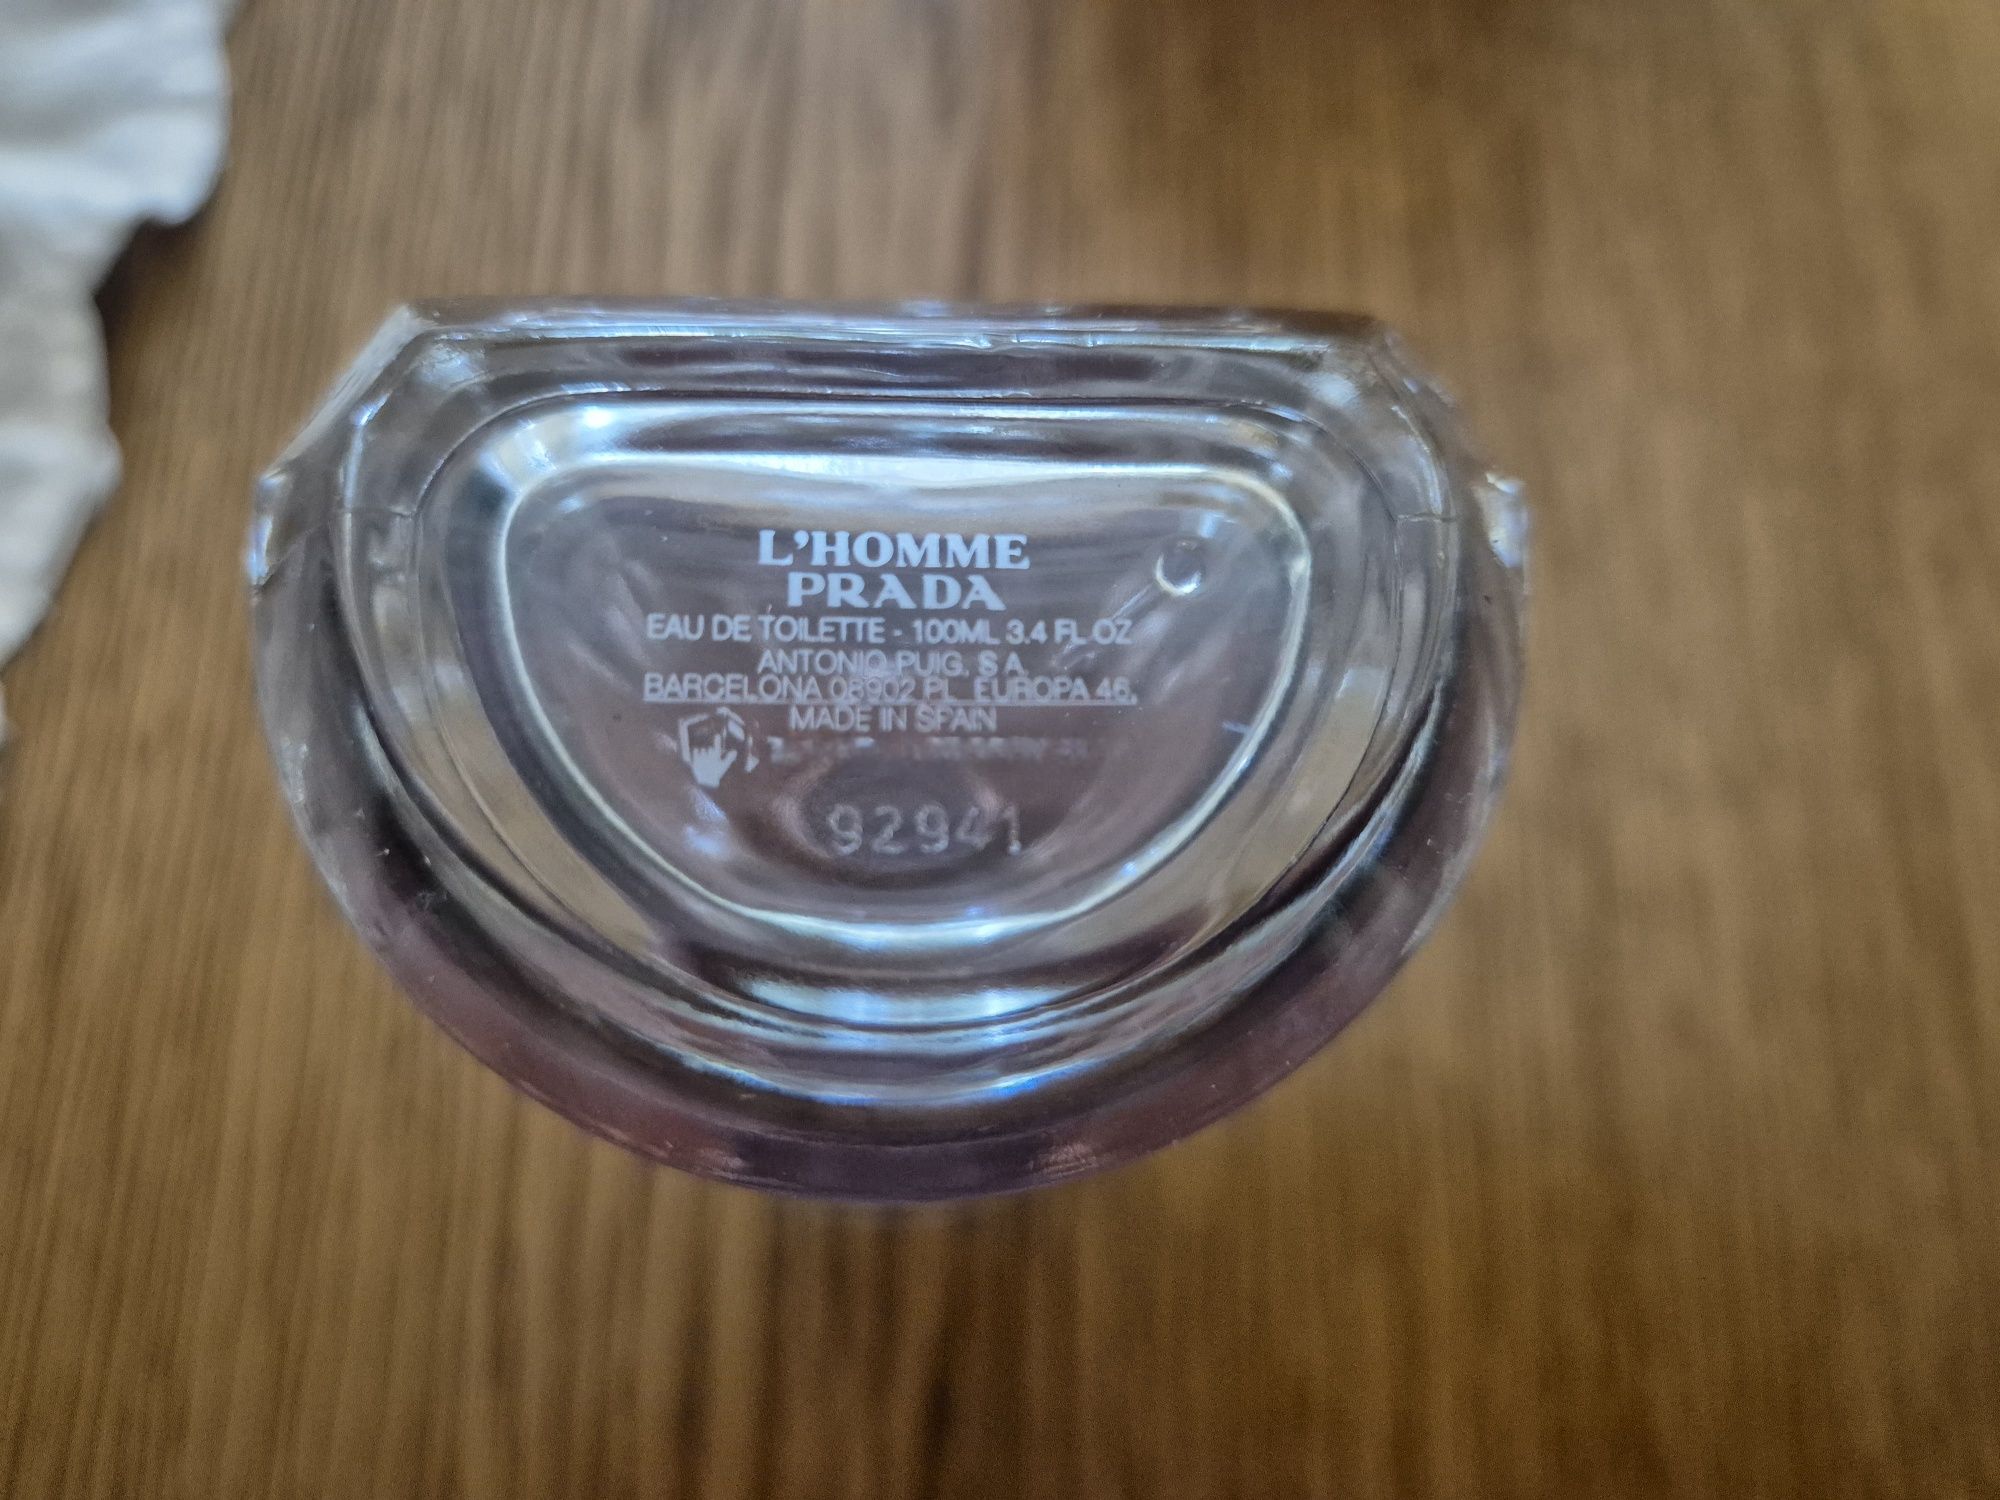 L'HOMME
PRADA
EAU DE TOILETTE - 100ML 3.4 FL OZ
ANTONIO PUIG, S A
BARCELONA 08902 PL EUROPA 46,
MADE IN SPAIN
92941